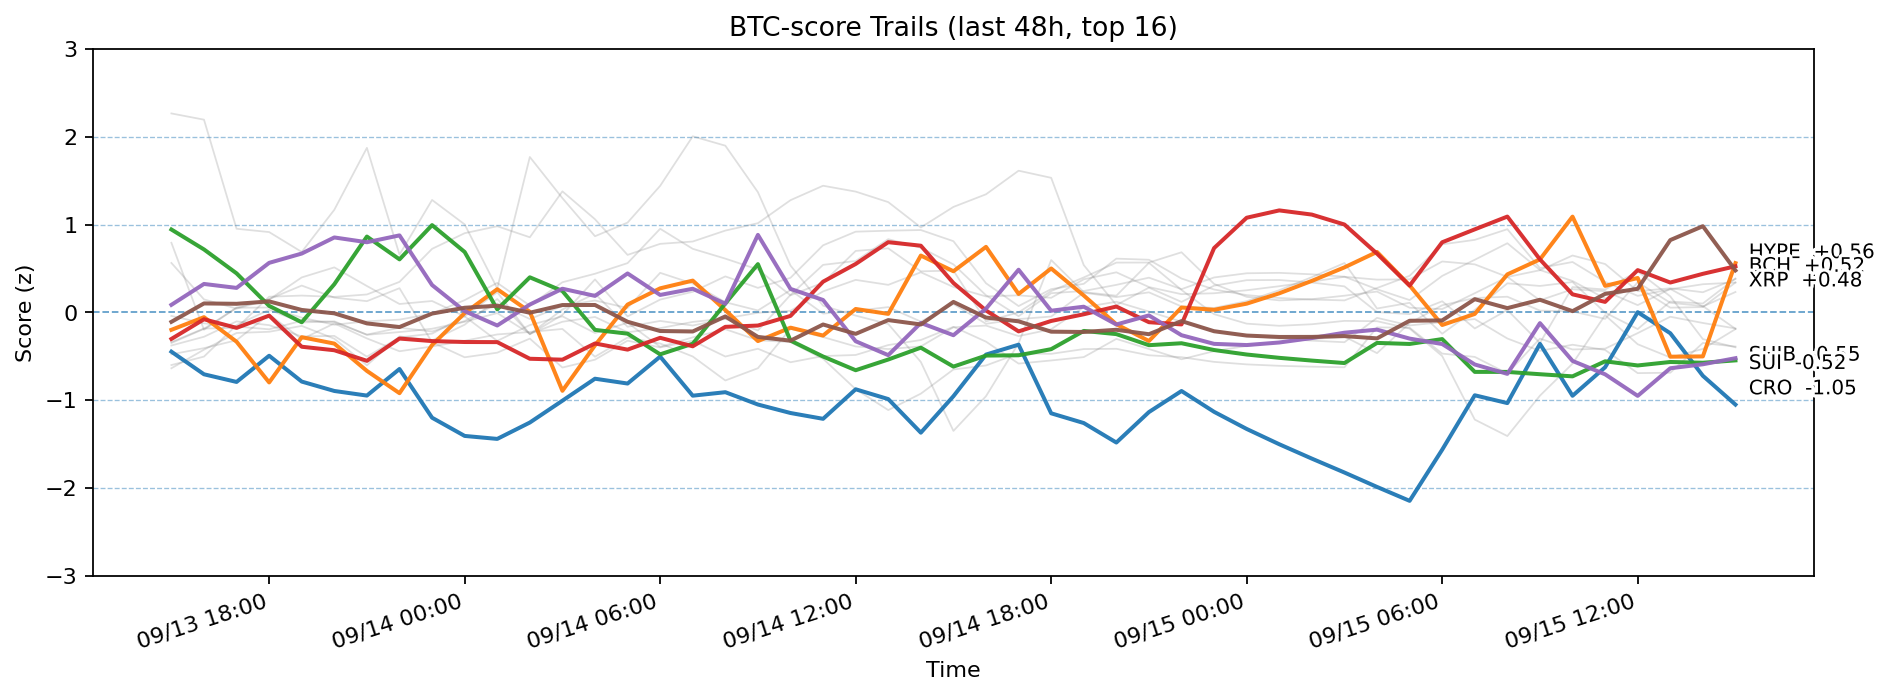 BTC-score Trails (last 48h, top 16)
3
2
1
0
−1
−2
−3
Score (z)
HYPE +0.56
BCH +0.52
XRP +0.48
SHIB -0.55
SUI -0.52
CRO -1.05
09/13 18:00
09/14 00:00
09/14 06:00
09/14 12:00
09/14 18:00
09/15 00:00
09/15 06:00
09/15 12:00
Time